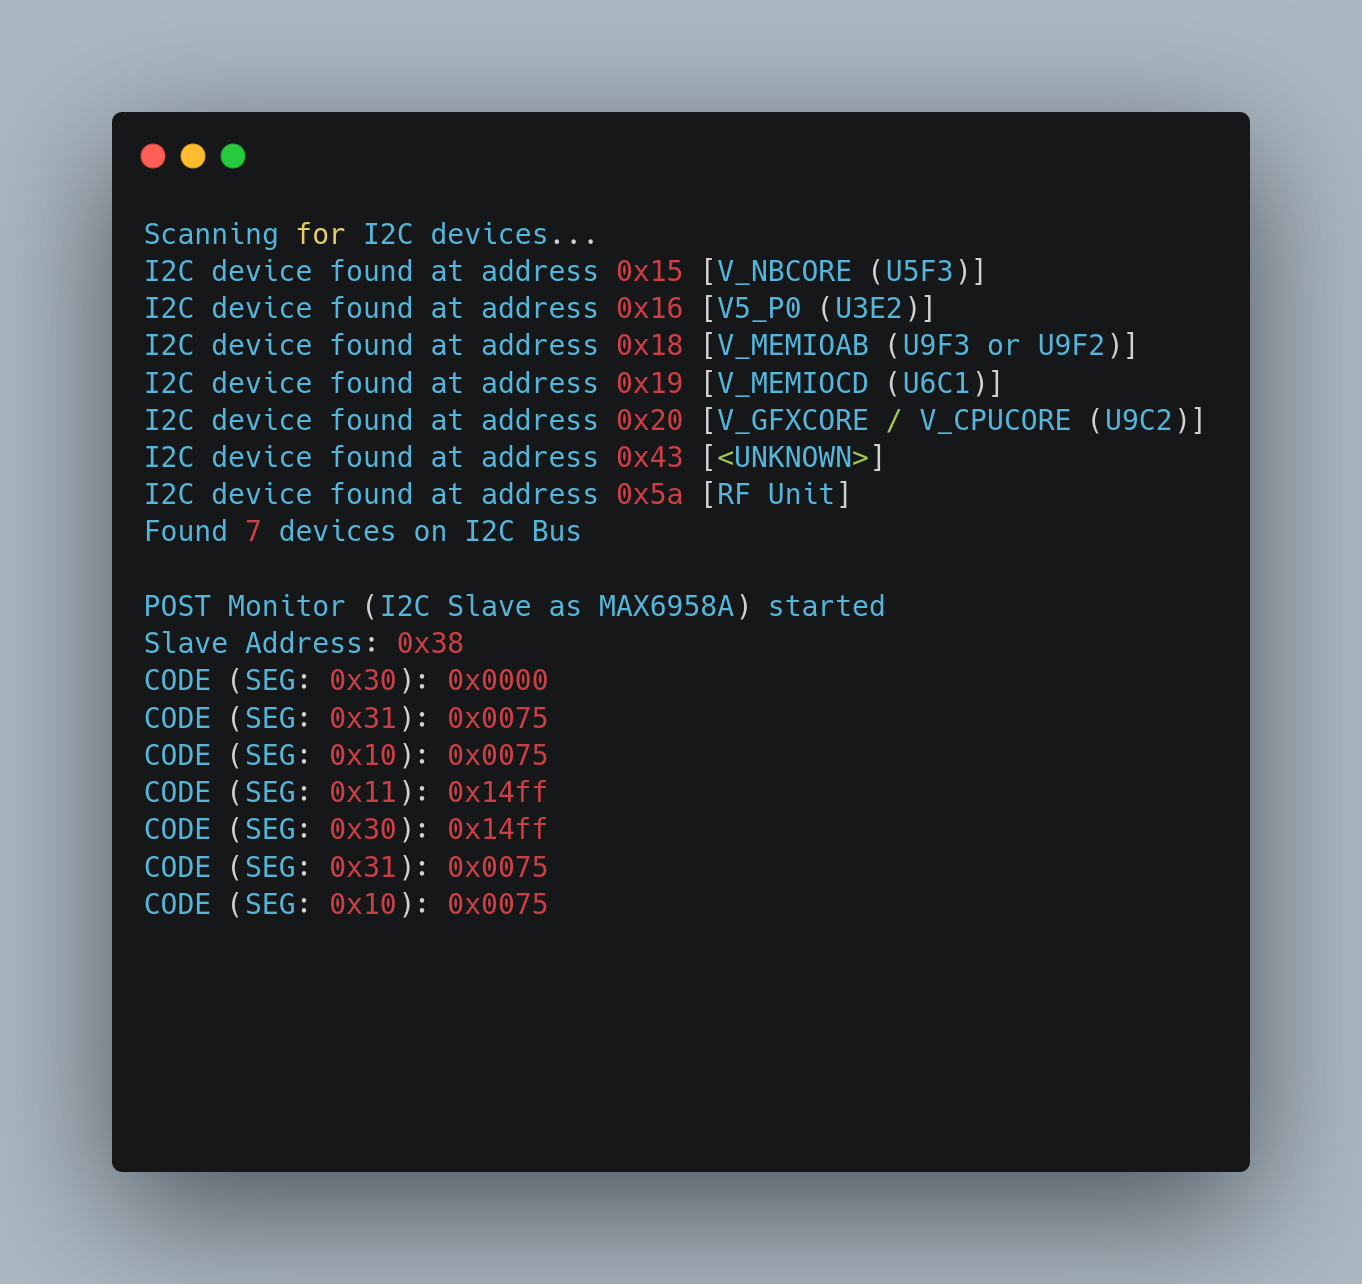 Scanning for I2C devices...
I2C device found at address 0x15 [V_NBCORE (U5F3)]
I2C device found at address 0x16 [V5_P0 (U3E2)]
I2C device found at address 0x18 [V_MEMIOAB (U9F3 or U9F2)]
I2C device found at address 0x19 [V_MEMIOCD (U6C1)]
I2C device found at address 0x20 [V_GFXCORE / V_CPUCORE (U9C2)]
I2C device found at address 0x43 [<UNKNOWN>]
I2C device found at address 0x5a [RF Unit]
Found 7 devices on I2C Bus

POST Monitor (I2C Slave as MAX6958A) started
Slave Address: 0x38
CODE (SEG: 0x30): 0x0000
CODE (SEG: 0x31): 0x0075
CODE (SEG: 0x10): 0x0075
CODE (SEG: 0x11): 0x14ff
CODE (SEG: 0x30): 0x14ff
CODE (SEG: 0x31): 0x0075
CODE (SEG: 0x10): 0x0075